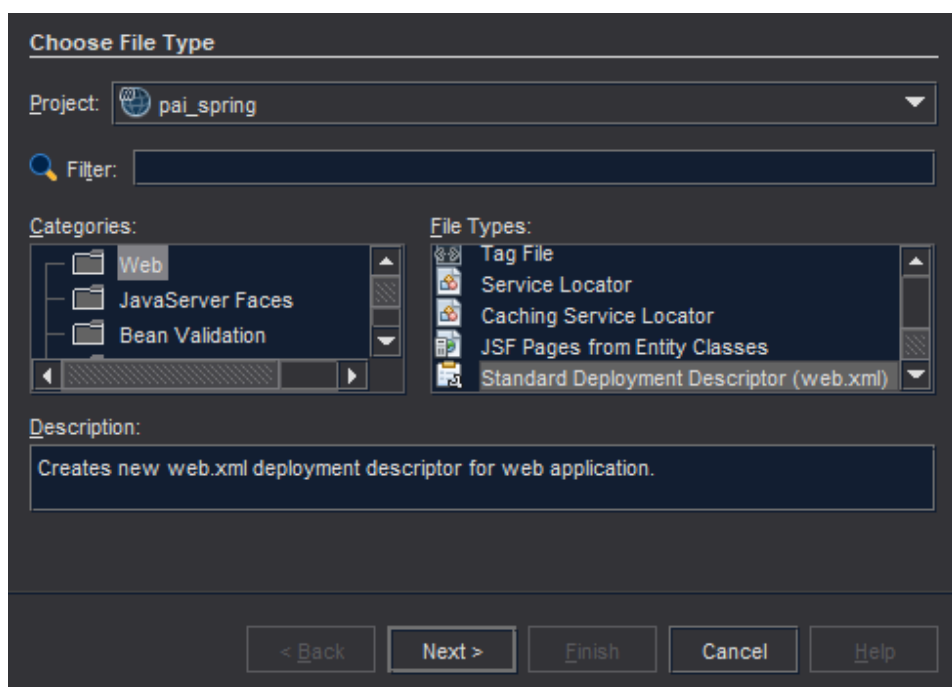 Choose File Type
Project: pai_spring
Filter:
Categories:
Web
JavaServer Faces
Bean Validation
File Types:
Tag File
Service Locator
Caching Service Locator
JSF Pages from Entity Classes
Standard Deployment Descriptor (web.xml)
Description:
Creates new web.xml deployment descriptor for web application.
< Back Next > Finish Cancel Help